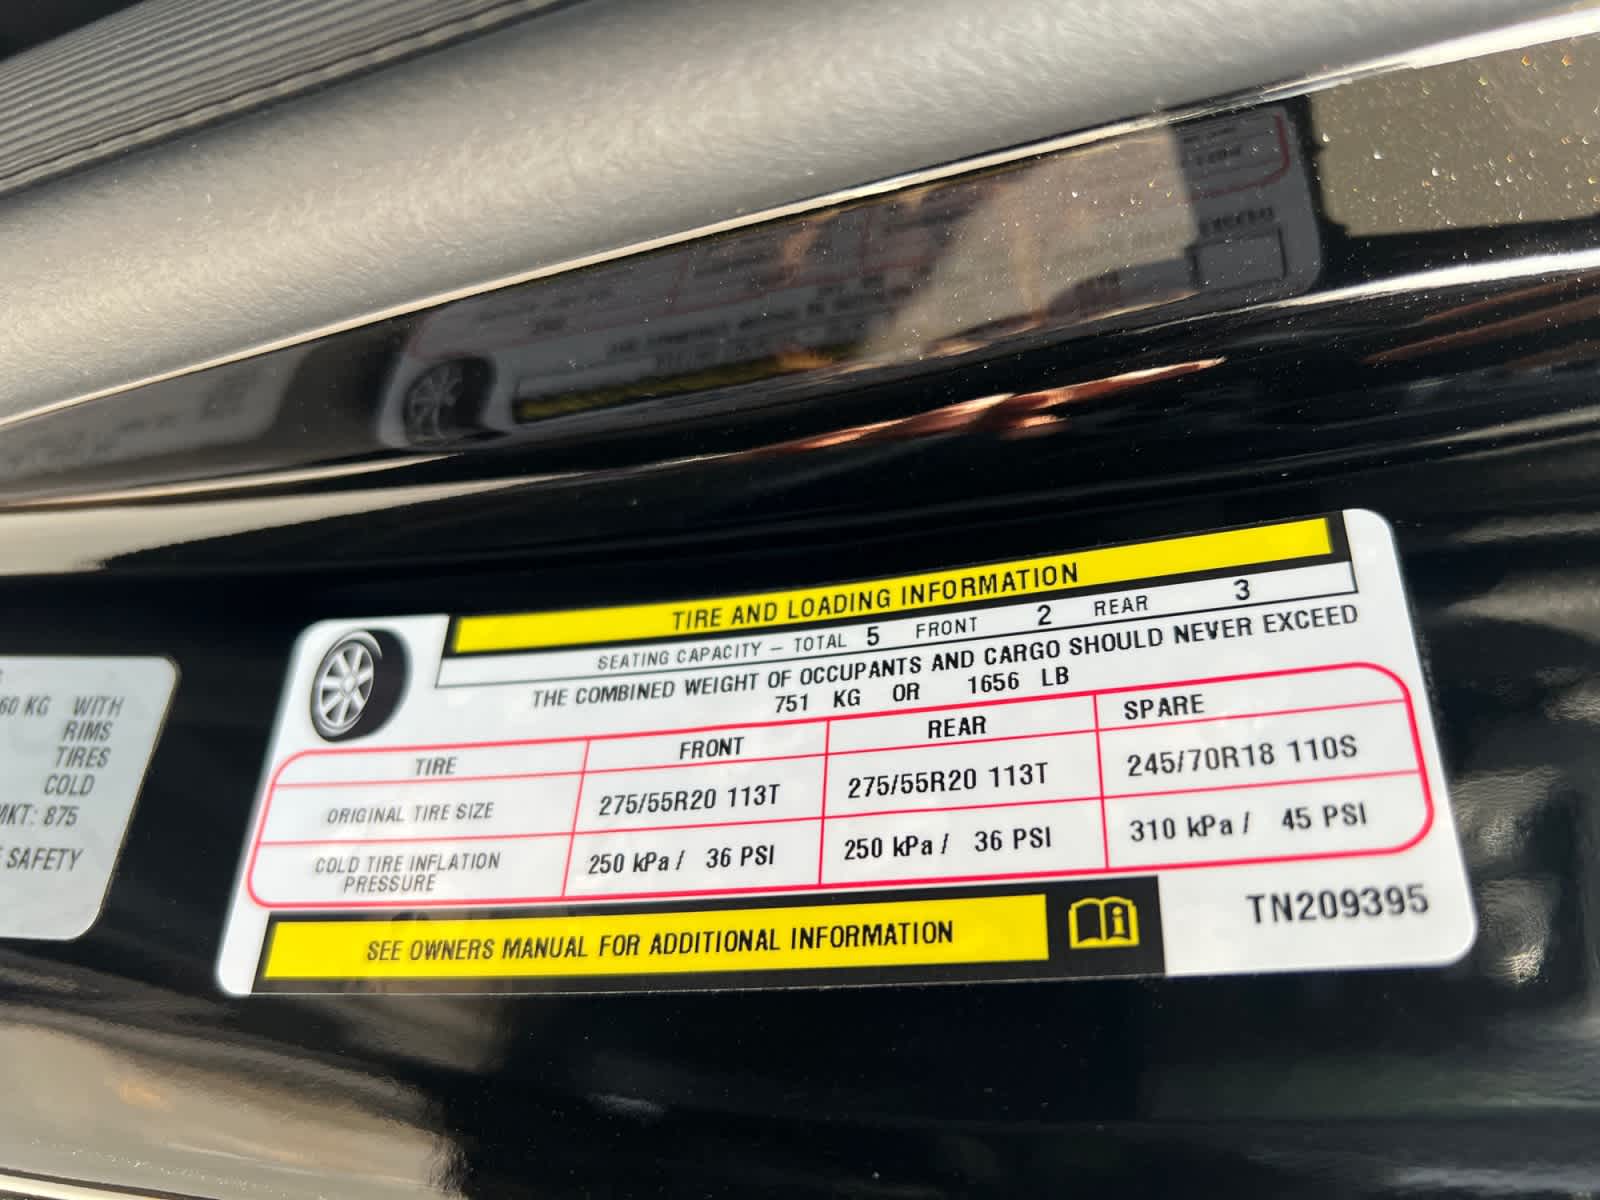 60 KG WITH
RIMS
TIRES
COLD
MKT: 875
SAFETY
TIRE AND LOADING INFORMATION
SEATING CAPACITY – TOTAL 5 FRONT 2 REAR 3
THE COMBINED WEIGHT OF OCCUPANTS AND CARGO SHOULD NEVER EXCEED
751 KG OR 1656 LB
TIRE FRONT REAR SPARE
ORIGINAL TIRE SIZE 275/55R20 113T 275/55R20 113T 245/70R18 110S
COLD TIRE INFLATION
PRESSURE 250 kPa / 36 PSI 250 kPa / 36 PSI 310 kPa / 45 PSI
SEE OWNERS MANUAL FOR ADDITIONAL INFORMATION
TN209395